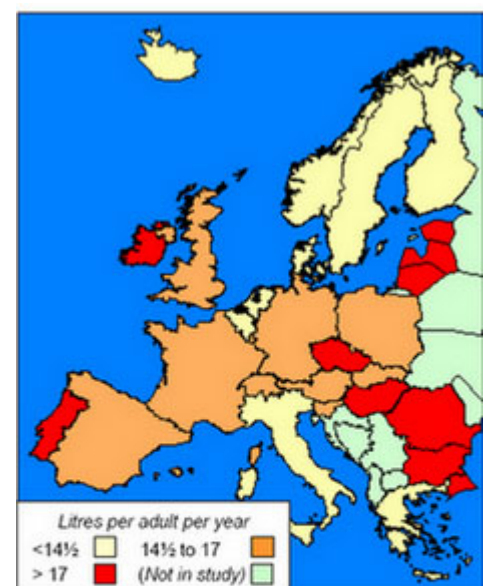 Litres per adult per year
<14½ 14½ to 17
> 17 (Not in study)